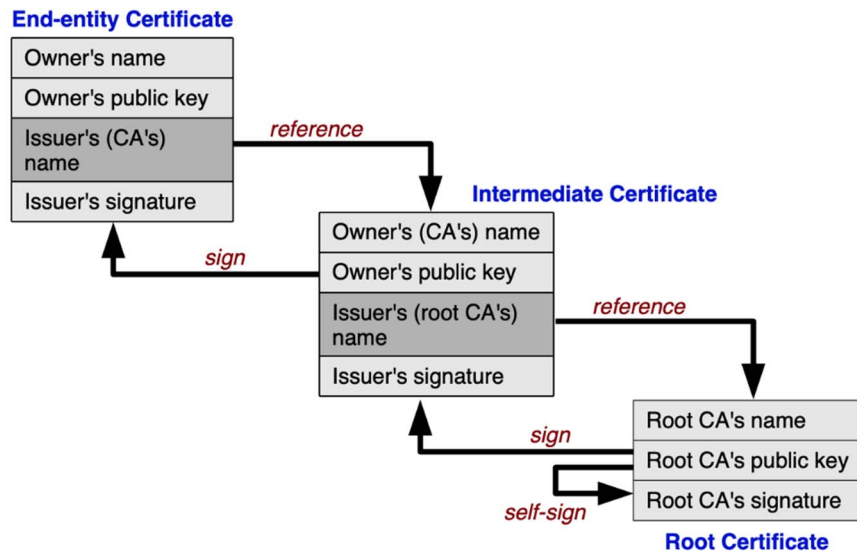 End-entity Certificate
Owner's name
Owner's public key
Issuer's (CA's)
name
Issuer's signature
reference
sign
Intermediate Certificate
Owner's (CA's) name
Owner's public key
Issuer's (root CA's)
name
Issuer's signature
reference
sign
self-sign
Root CA's name
Root CA's public key
Root CA's signature
Root Certificate